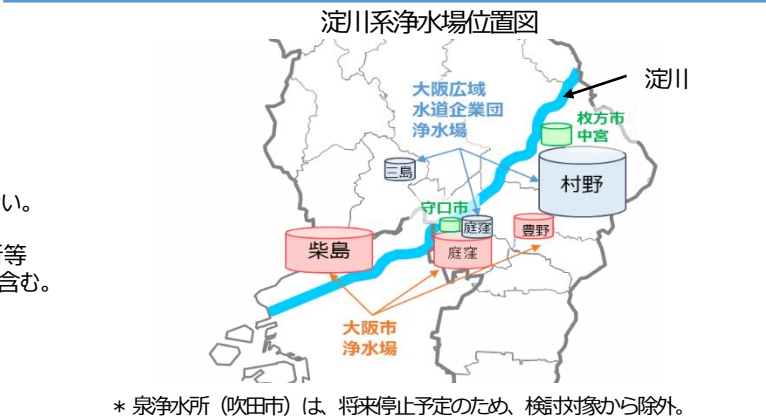 淀川系浄水場位置図
淀川
大阪広域
水道企業団
浄水場
枚方市
中宮
三島
村野
い。
守口市
庭窪
豊野
等
柴島
庭窪
含む。
大阪市
浄水場
* 泉浄水所（吹田市）は、将来停止予定のため、検討対象から除外。